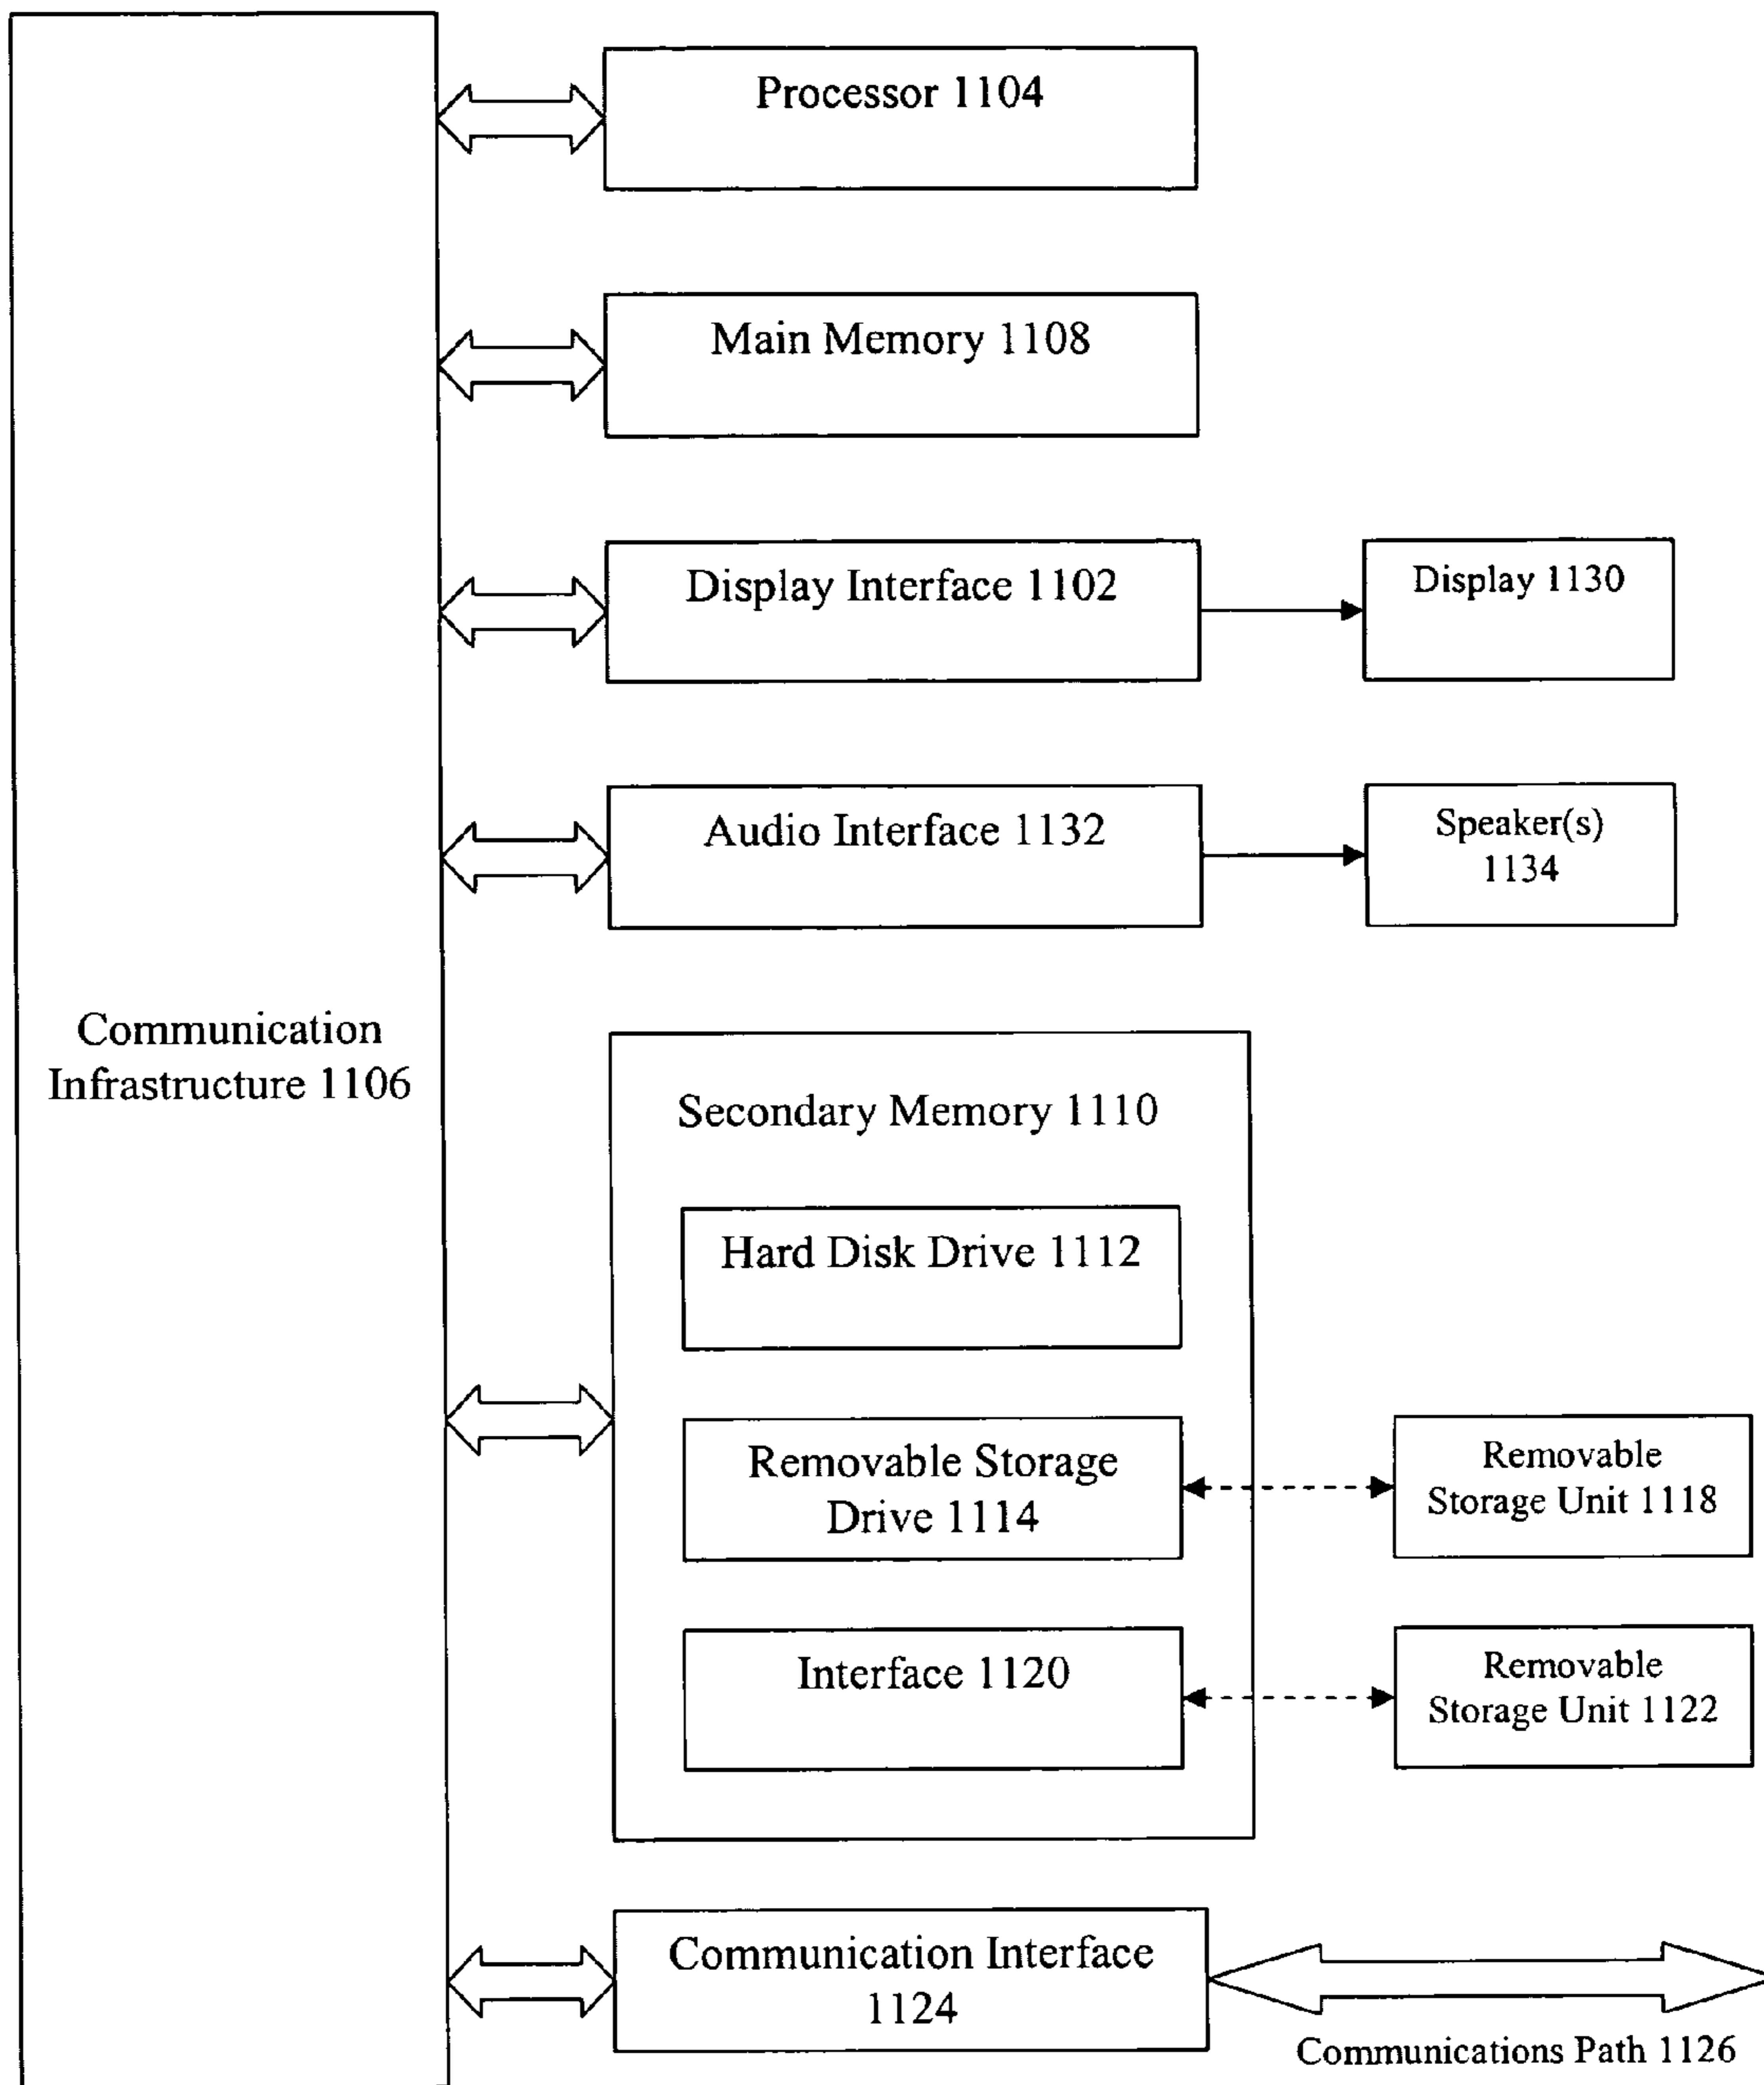 Processor 1104
Main Memory 1108
Display Interface 1102
Display 1130
Audio Interface 1132
Speaker(s)
1134
Communication
Infrastructure 1106
Secondary Memory 1110
Hard Disk Drive 1112
Removable Storage
Drive 1114
Removable
Storage Unit 1118
Interface 1120
Removable
Storage Unit 1122
Communication Interface
1124
Communications Path 1126